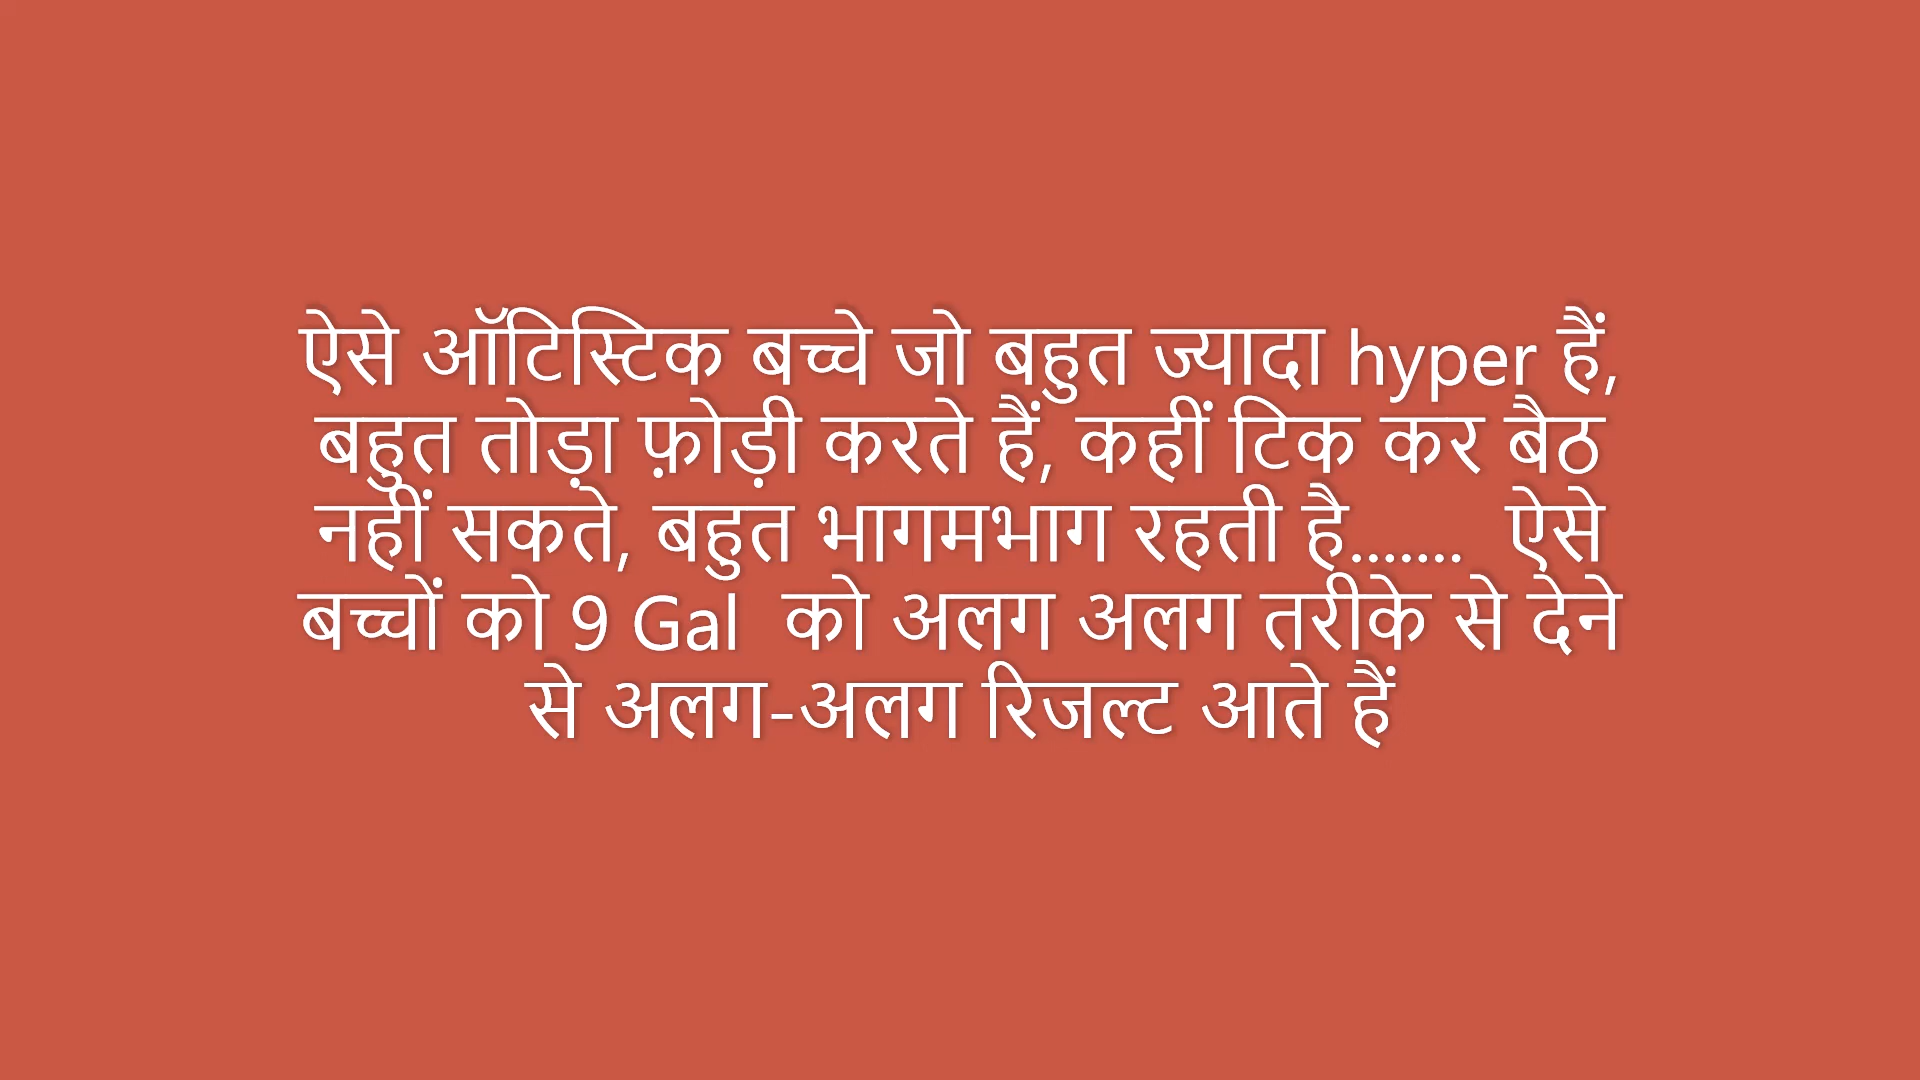 ऐसे ऑटिस्टिक बच्चे जो बहुत ज्यादा hyper हैं,
बहुत तोड़ा फ़ोड़ी करते हैं, कहीं टिक कर बैठ
नहीं सकते, बहुत भागमभाग रहती है.......  ऐसे
बच्चों को 9 Gal  को अलग अलग तरीके से देने
से अलग-अलग रिजल्ट आते हैं